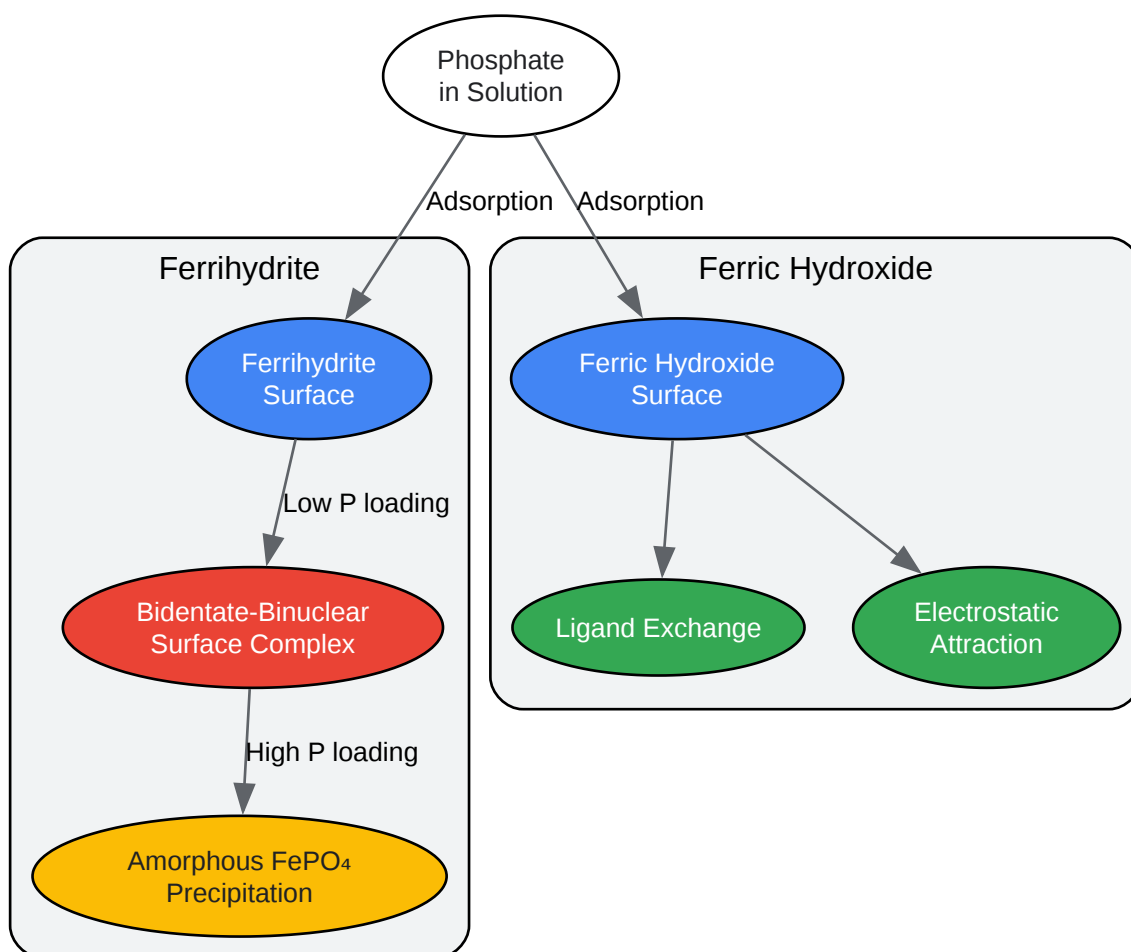 Phosphate
in Solution
Adsorption
Adsorption
Ferrihydrite
Ferric Hydroxide
Ferrihydrite
Surface
Ferric Hydroxide
Surface
Low P loading
Bidentate-Binuclear
Surface Complex
Ligand Exchange
Electrostatic
Attraction
High P loading
Amorphous FePO₄
Precipitation